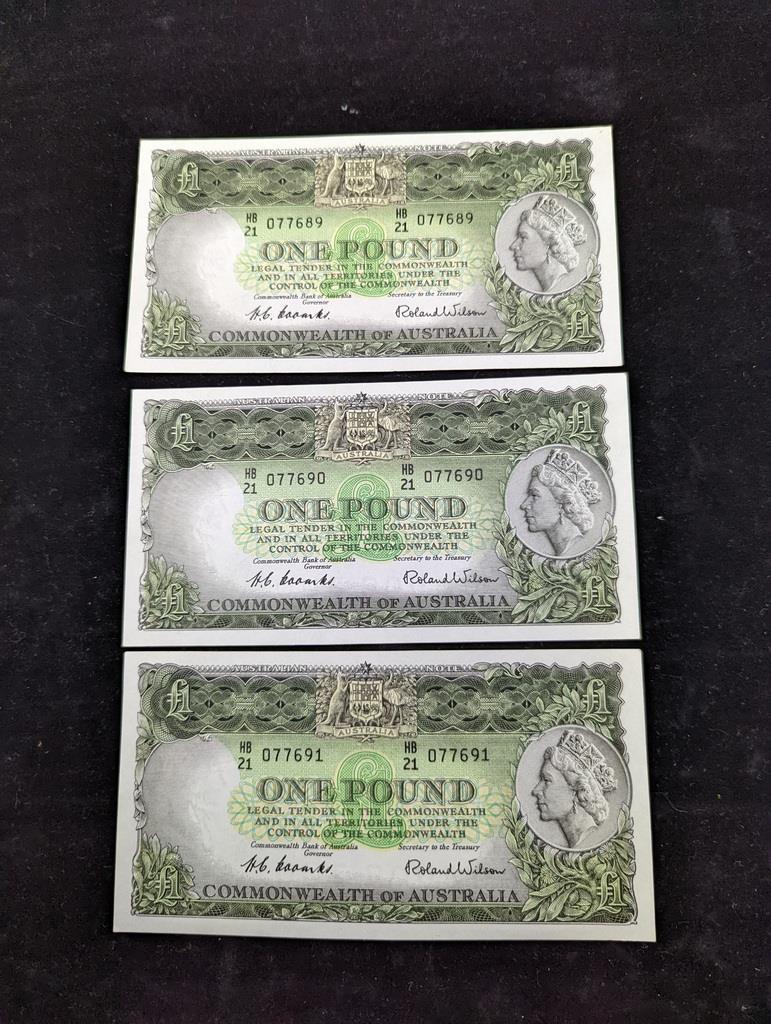 AUSTRALIAN NOTE
£1 £1
AUSTRALIA
HB 21 077689 HB 21 077689
ONE POUND
LEGAL TENDER IN THE COMMONWEALTH
AND IN ALL TERRITORIES UNDER THE
CONTROL OF THE COMMONWEALTH
Commonwealth Bank of Australia Secretary to the Treasury
Governor
H.C. Coombs. Roland Wilson
£1 £1
COMMONWEALTH OF AUSTRALIA
AUSTRALIAN NOTE
£1 £1
AUSTRALIA
HB 21 077690 HB 21 077690
ONE POUND
LEGAL TENDER IN THE COMMONWEALTH
AND IN ALL TERRITORIES UNDER THE
CONTROL OF THE COMMONWEALTH
Commonwealth Bank of Australia Secretary to the Treasury
Governor
H.C. Coombs. Roland Wilson
£1 £1
COMMONWEALTH OF AUSTRALIA
AUSTRALIAN NOTE
£1 £1
AUSTRALIA
HB 21 077691 HB 21 077691
ONE POUND
LEGAL TENDER IN THE COMMONWEALTH
AND IN ALL TERRITORIES UNDER THE
CONTROL OF THE COMMONWEALTH
Commonwealth Bank of Australia Secretary to the Treasury
Governor
H.C. Coombs. Roland Wilson
£1 £1
COMMONWEALTH OF AUSTRALIA